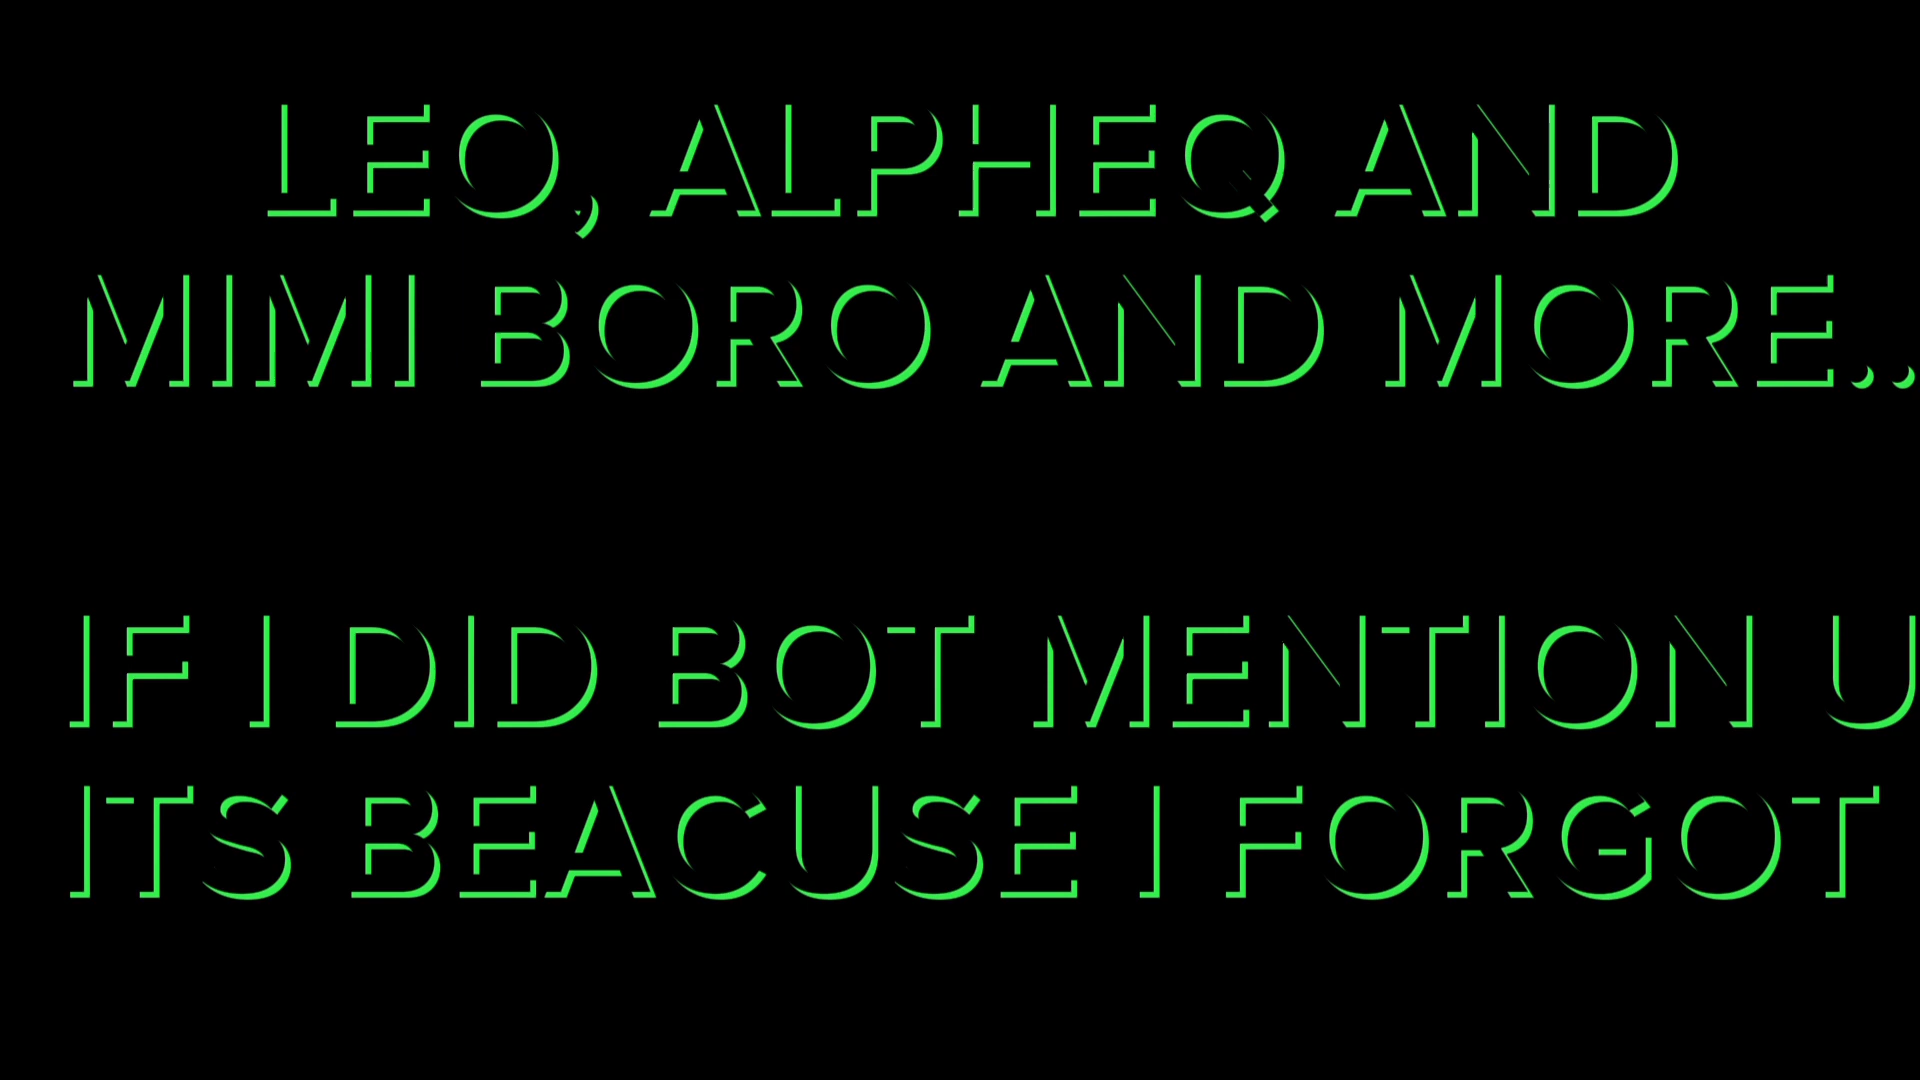 LEO, ALPHEQ AND
MIMI BORO AND MORE..
IF I DID BOT MENTION U
ITS BEACUSE I FORGOT